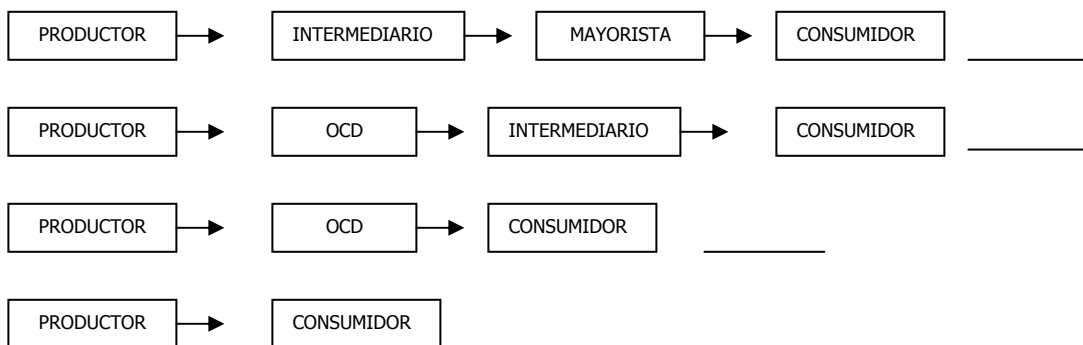 PRODUCTOR INTERMEDIARIO MAYORISTA CONSUMIDOR
PRODUCTOR OCD INTERMEDIARIO CONSUMIDOR
PRODUCTOR OCD CONSUMIDOR
PRODUCTOR CONSUMIDOR